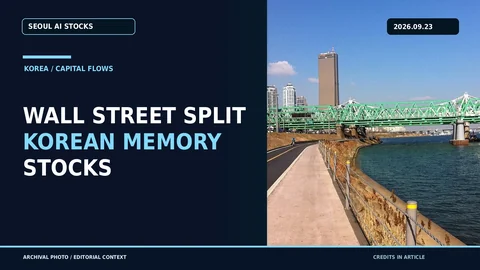 SEOUL AI STOCKS
2026.09.23
KOREA / CAPITAL FLOWS
WALL STREET SPLIT
KOREAN MEMORY
STOCKS
ARCHIVAL PHOTO / EDITORIAL CONTEXT
CREDITS IN ARTICLE